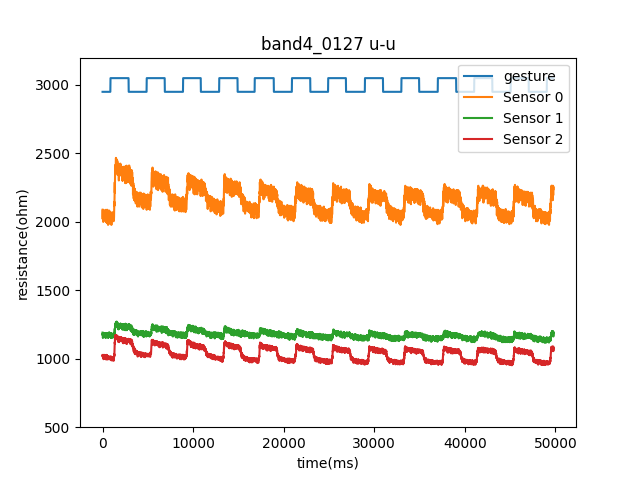 band4_0127 u-u
gesture
Sensor 0
Sensor 1
Sensor 2
resistance(ohm)
3000
2500
2000
1500
1000
500
0
10000
20000
30000
40000
50000
time(ms)